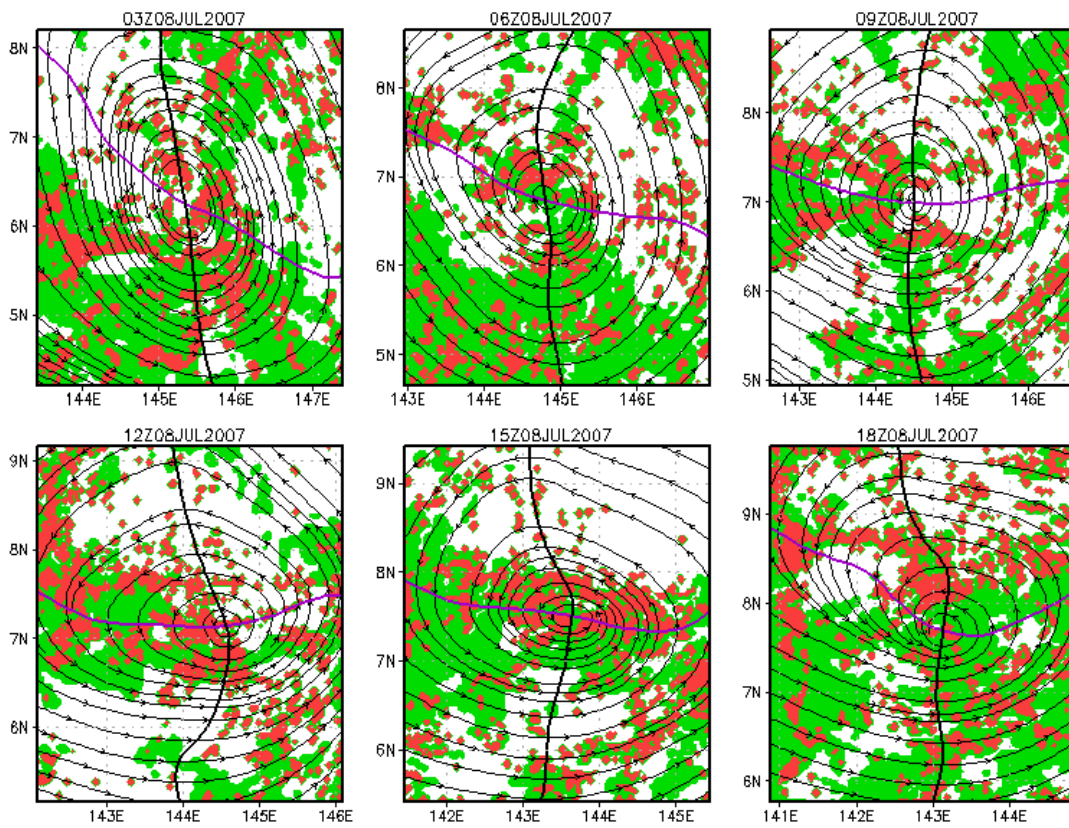 03Z08JUL2007
8N
7N
6N
5N
144E 145E 146E 147E
06Z08JUL2007
8N
7N
6N
5N
143E 144E 145E 146E
09Z08JUL2007
8N
7N
6N
5N
143E 144E 145E 146E
12Z08JUL2007
9N
8N
7N
6N
143E 144E 145E 146E
15Z08JUL2007
9N
8N
7N
6N
142E 143E 144E 145E
18Z08JUL2007
9N
8N
7N
6N
141E 142E 143E 144E